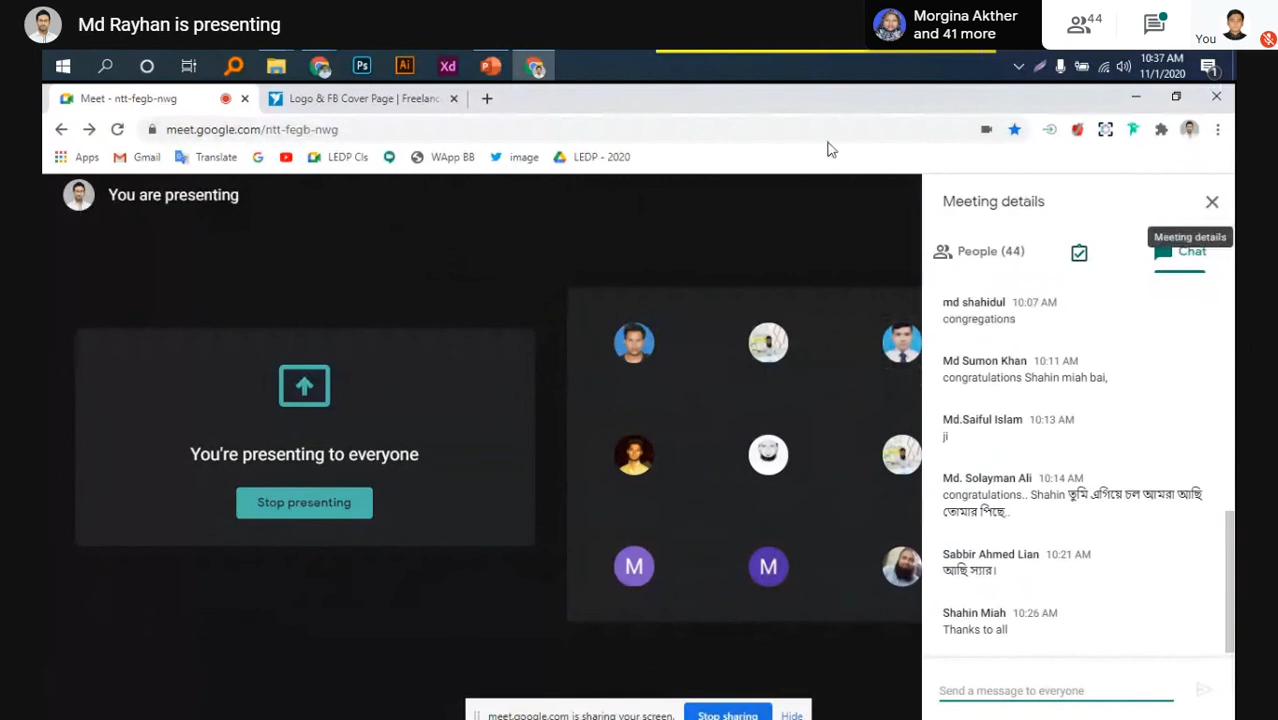 Md Rayhan is presenting
Morgina Akther
and 41 more
44
You
Ps
Ai
Xd
10:37 AM
11/1/2020
1
Meet - ntt-fegb-nwg
Logo & FB Cover Page | Freelanc
meet.google.com/ntt-fegb-nwg
Apps
Gmail
Translate
LEDP Cls
WApp BB
image
LEDP - 2020
You are presenting
Meeting details
Meeting details
People (44)
Chat
md shahidul 10:07 AM
congregations
Md Sumon Khan 10:11 AM
congratulations Shahin miah bai,
Md.Saiful Islam 10:13 AM
ji
Md. Solayman Ali 10:14 AM
congratulations.. Shahin তুমি এগিয়ে চল আমরা আছি
তোমার পিছে..
Sabbir Ahmed Lian 10:21 AM
আছি স্যার।
Shahin Miah 10:26 AM
Thanks to all
You're presenting to everyone
Stop presenting
M
M
Send a message to everyone
meet.google.com is sharing your screen.
Stop sharing
Hide